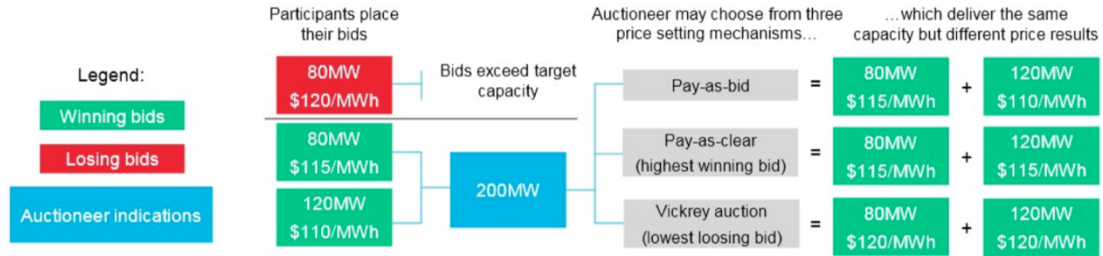 Legend:
Winning bids
Losing bids
Auctioneer indications
Participants place
their bids
80MW
$120/MWh
80MW
$115/MWh
120MW
$110/MWh
Bids exceed target
capacity
200MW
Auctioneer may choose from three
price setting mechanisms…
Pay-as-bid
Pay-as-clear
(highest winning bid)
Vickrey auction
(lowest loosing bid)
…which deliver the same
capacity but different price results
=
80MW
$115/MWh
+
120MW
$110/MWh
=
80MW
$115/MWh
+
120MW
$115/MWh
=
80MW
$120/MWh
+
120MW
$120/MWh